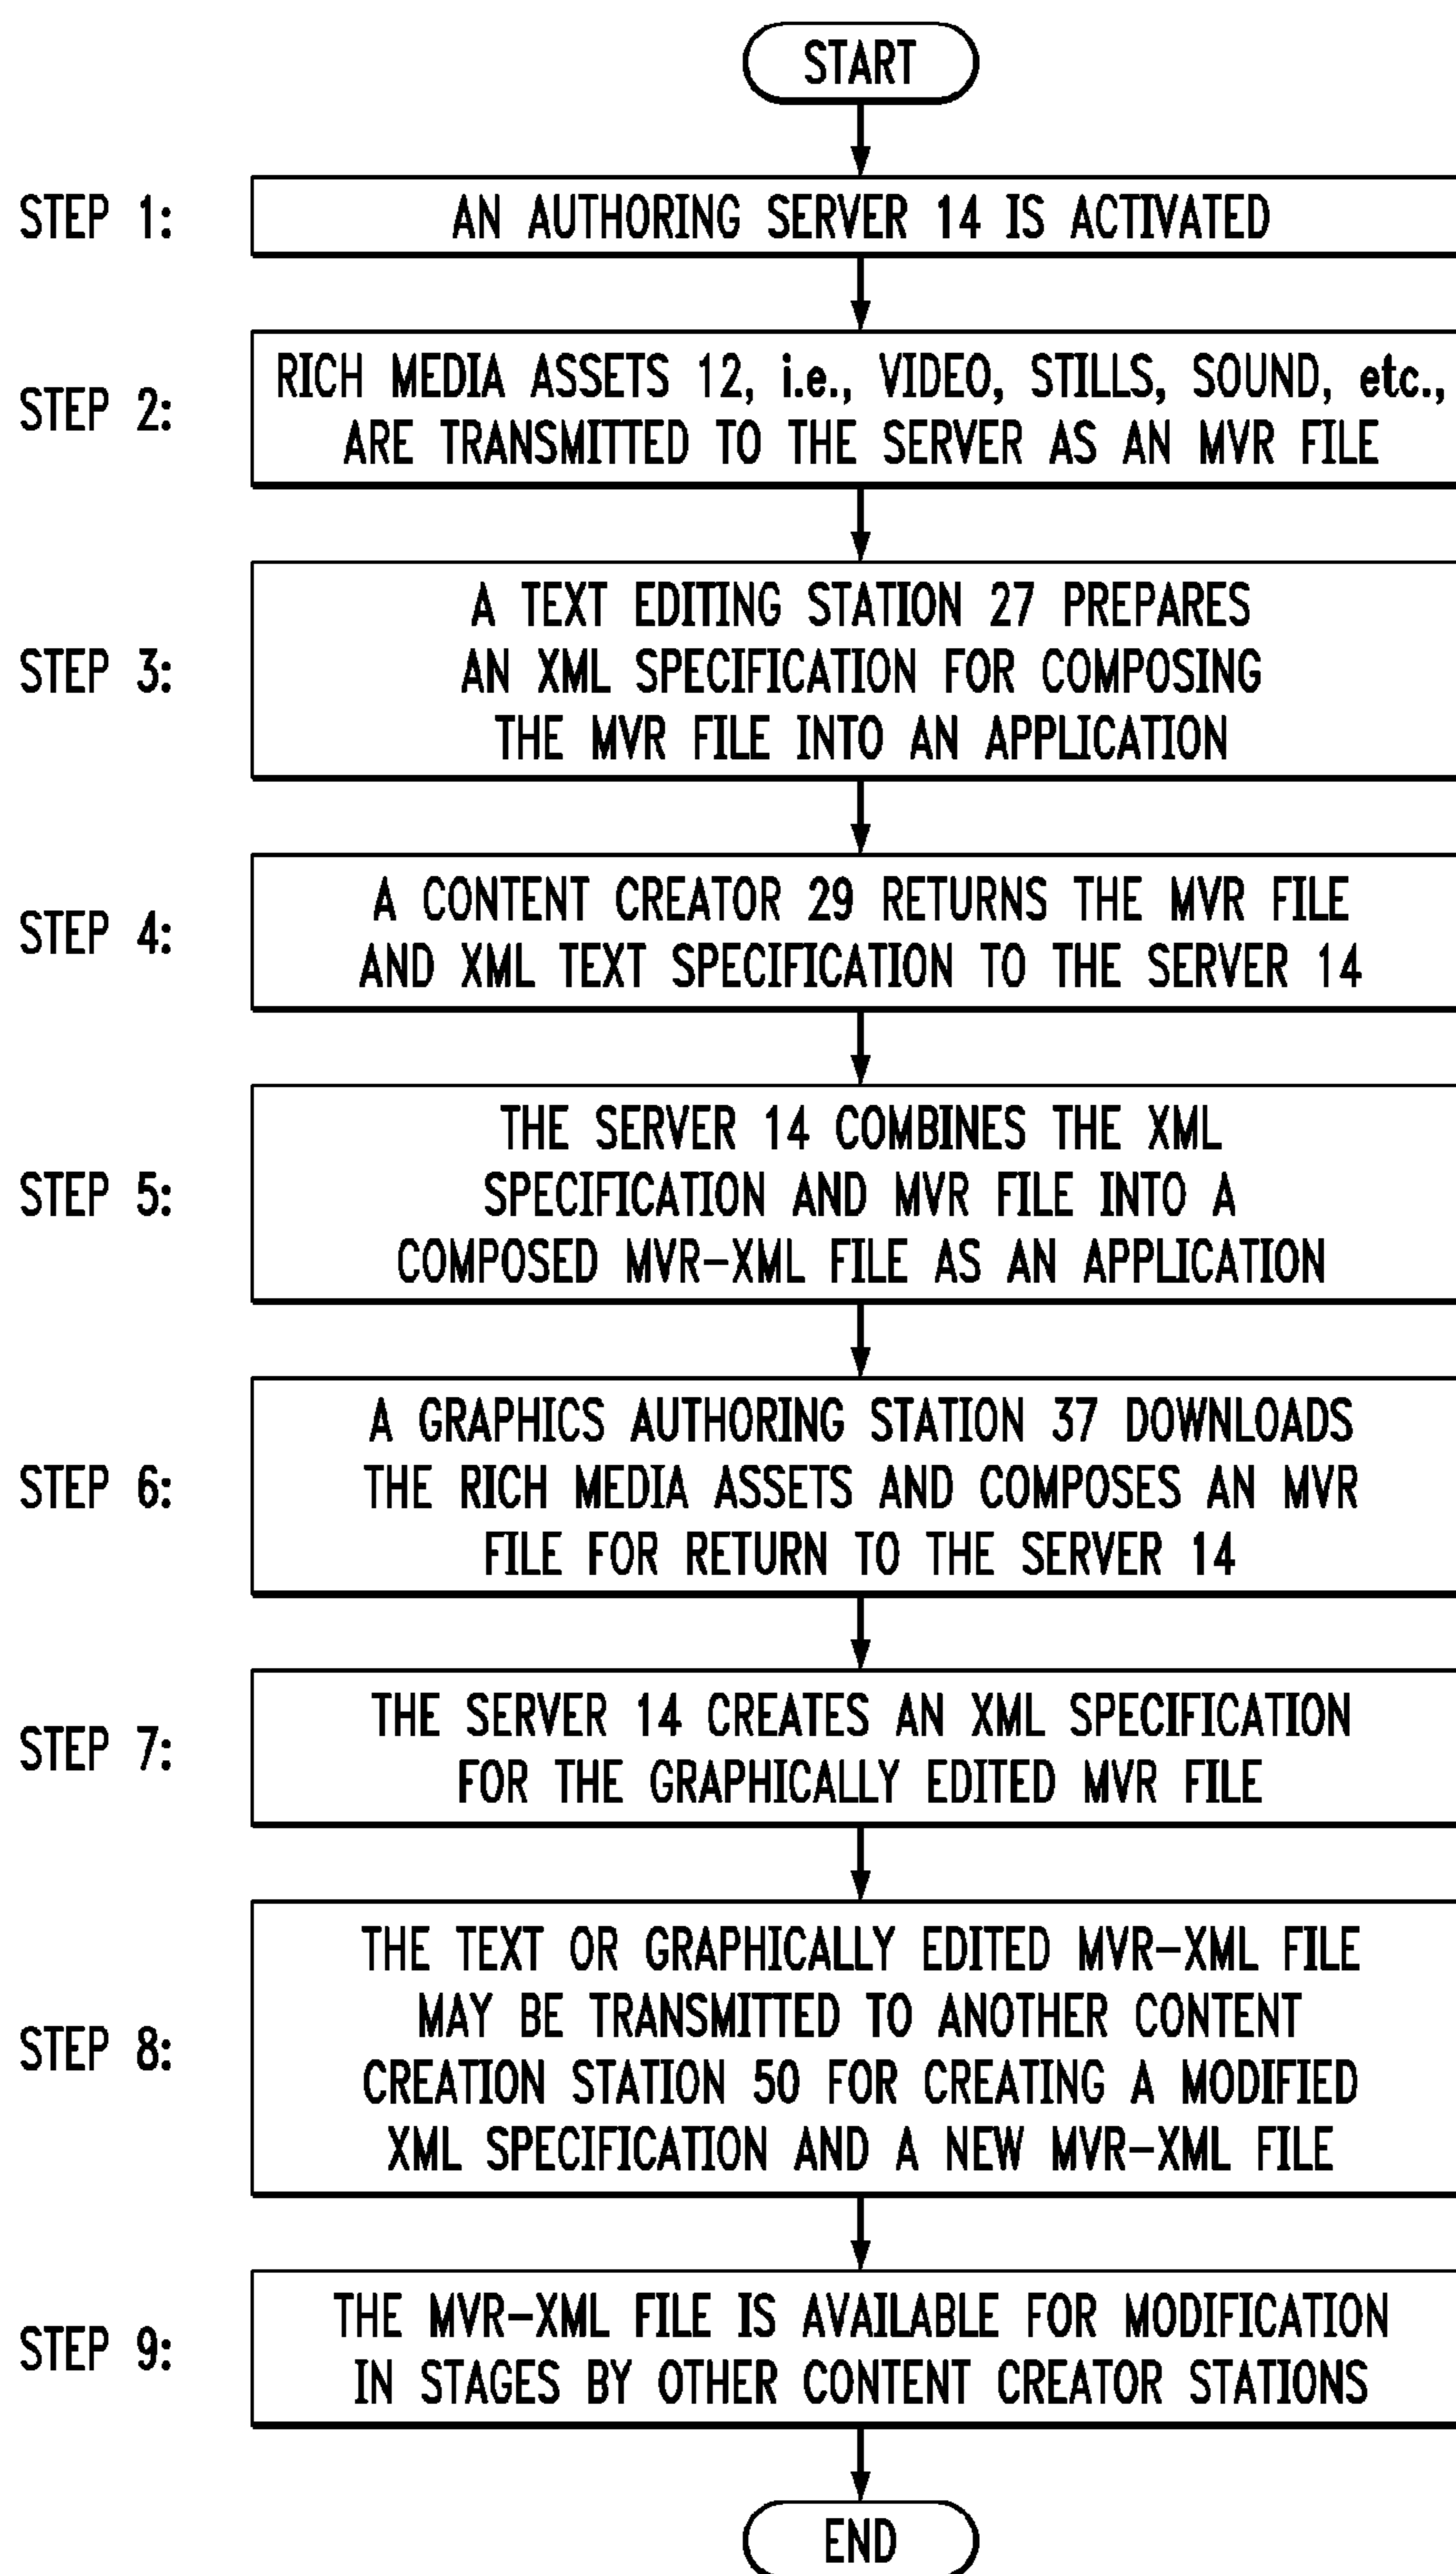 START
STEP 1:
AN AUTHORING SERVER 14 IS ACTIVATED
STEP 2:
RICH MEDIA ASSETS 12, i.e., VIDEO, STILLS, SOUND, etc.,
ARE TRANSMITTED TO THE SERVER AS AN MVR FILE
STEP 3:
A TEXT EDITING STATION 27 PREPARES
AN XML SPECIFICATION FOR COMPOSING
THE MVR FILE INTO AN APPLICATION
STEP 4:
A CONTENT CREATOR 29 RETURNS THE MVR FILE
AND XML TEXT SPECIFICATION TO THE SERVER 14
STEP 5:
THE SERVER 14 COMBINES THE XML
SPECIFICATION AND MVR FILE INTO A
COMPOSED MVR-XML FILE AS AN APPLICATION
STEP 6:
A GRAPHICS AUTHORING STATION 37 DOWNLOADS
THE RICH MEDIA ASSETS AND COMPOSES AN MVR
FILE FOR RETURN TO THE SERVER 14
STEP 7:
THE SERVER 14 CREATES AN XML SPECIFICATION
FOR THE GRAPHICALLY EDITED MVR FILE
STEP 8:
THE TEXT OR GRAPHICALLY EDITED MVR-XML FILE
MAY BE TRANSMITTED TO ANOTHER CONTENT
CREATION STATION 50 FOR CREATING A MODIFIED
XML SPECIFICATION AND A NEW MVR-XML FILE
STEP 9:
THE MVR-XML FILE IS AVAILABLE FOR MODIFICATION
IN STAGES BY OTHER CONTENT CREATOR STATIONS
END